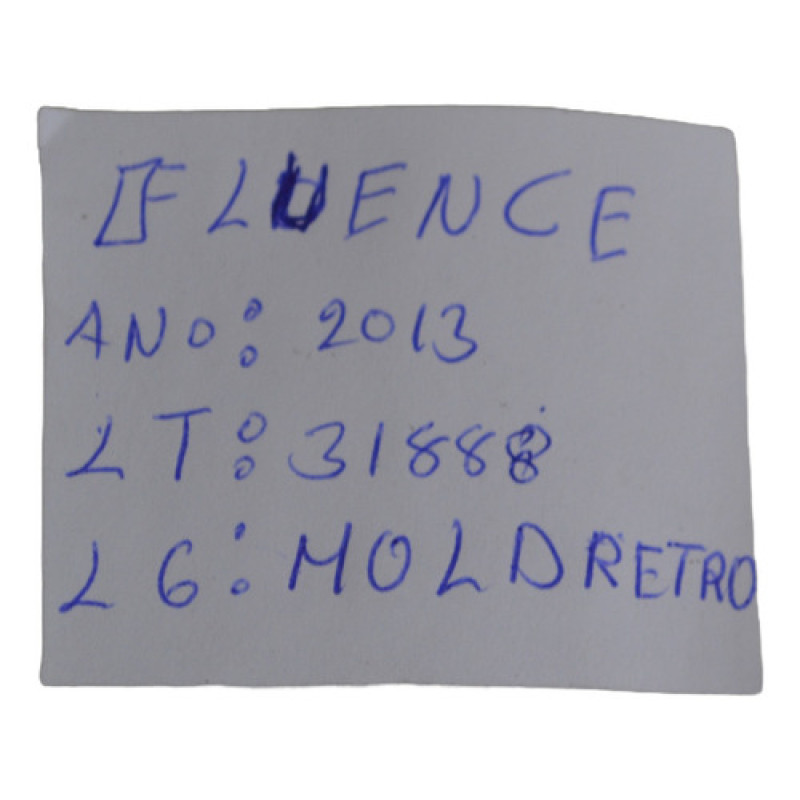 FLUENCE
ANO: 2013
LT: 31888
LG: MOLDRETRO